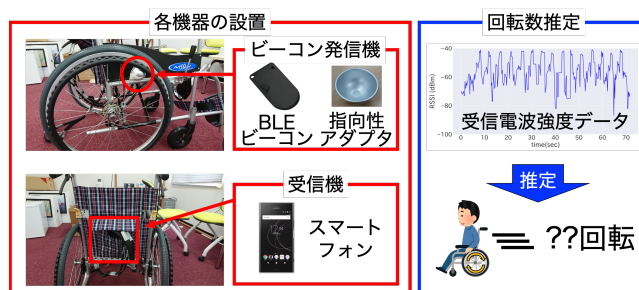 各機器の設置
ビーコン発信機
BLE
ビーコン
指向性
アダプタ
受信機
スマート
フォン
回転数推定
RSSI (dBm)
-40
-60
-80
-100
受信電波強度データ
0 10 20 30 40 50 60 70
time(sec)
推定
??回転